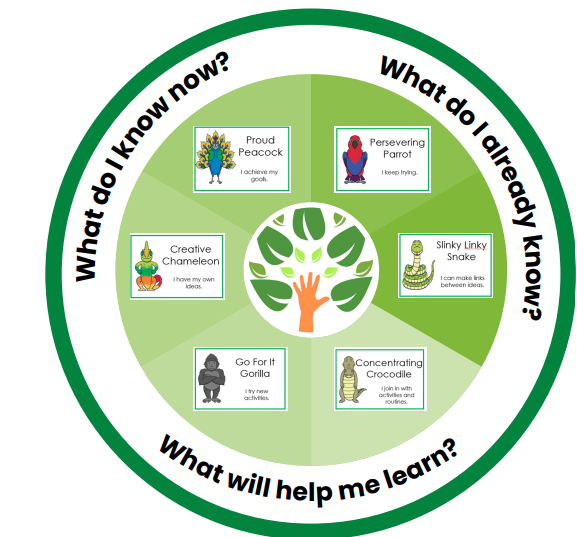 What do I know now?
What do I already know?
Proud
Peacock
I achieve my
goals.
Persevering
Parrot
I keep trying.
Creative
Chameleon
I have my own
ideas.
Slinky Linky
Snake
I can make links
between ideas.
Go For It
Gorilla
I try new
activities.
Concentrating
Crocodile
I join in with
activities and
routines.
What will help me learn?